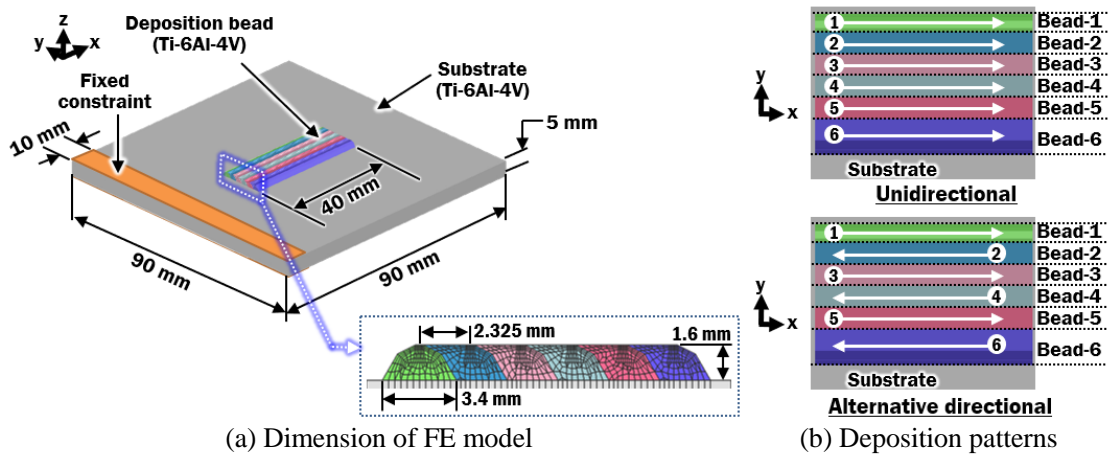 z
y
x
Deposition bead
(Ti-6Al-4V)
Substrate
(Ti-6Al-4V)
Fixed
constraint
10 mm
5 mm
40 mm
90 mm
90 mm
2.325 mm
1.6 mm
3.4 mm
(a) Dimension of FE model
y
x
1
2
3
4
5
6
Bead-1
Bead-2
Bead-3
Bead-4
Bead-5
Bead-6
Substrate
Unidirectional
y
x
1
2
3
4
5
6
Bead-1
Bead-2
Bead-3
Bead-4
Bead-5
Bead-6
Substrate
Alternative directional
(b) Deposition patterns